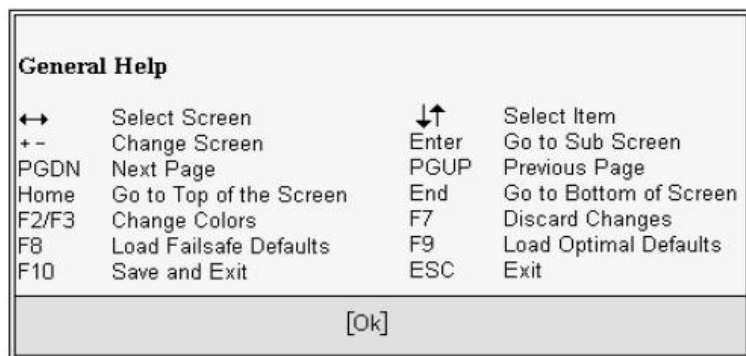 General Help
↔ Select Screen ↓↑ Select Item
+ - Change Screen Enter Go to Sub Screen
PGDN Next Page PGUP Previous Page
Home Go to Top of the Screen End Go to Bottom of Screen
F2/F3 Change Colors F7 Discard Changes
F8 Load Failsafe Defaults F9 Load Optimal Defaults
F10 Save and Exit ESC Exit
[Ok]